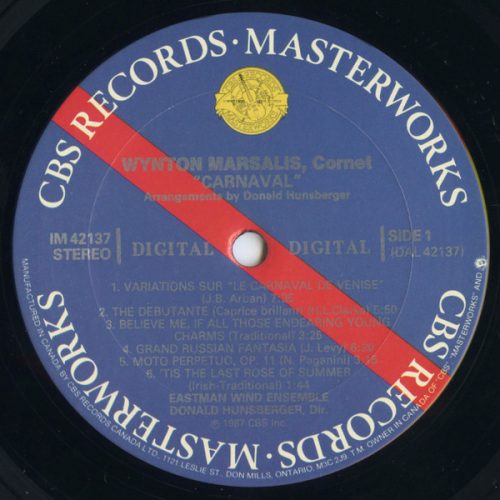 CBS RECORDS · MASTERWORKS
MASTERWORKS
WYNTON MARSALIS, Cornet
"CARNAVAL"
Arrangements by Donald Hunsberger
IM 42137
STEREO
DIGITAL
DIGITAL
SIDE 1
(DAL 42137)
1. VARIATIONS SUR "LE CARNAVAL DE VENISE"
(J.B. Arban) 7:35
2. THE DEBUTANTE (Caprice brillant) (H.L. Clarke) 5:50
3. BELIEVE ME, IF ALL THOSE ENDEARING YOUNG
CHARMS (Traditional) 3:25
4. GRAND RUSSIAN FANTASIA (J. Levy) 6:20
5. MOTO PERPETUO, OP. 11 (N. Paganini)
6. 'TIS THE LAST ROSE OF SUMMER
(Irish-Traditional) 1:44
EASTMAN WIND ENSEMBLE
DONALD HUNSBERGER, Dir.
℗ 1987 CBS Inc.
CBS RECORDS · MASTERWORKS
MANUFACTURED IN CANADA BY CBS RECORDS CANADA LTD., 1121 LESLIE ST., DON MILLS, ONTARIO, M3C 2J9. T.M. OWNER IN CANADA OF "CBS" "MASTERWORKS" AND